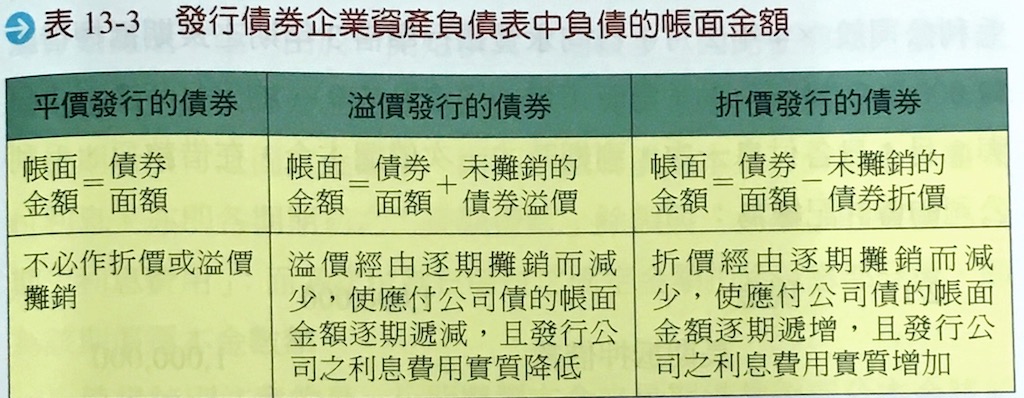 表 13-3 發行債券企業資產負債表中負債的帳面金額
平價發行的債券
溢價發行的債券
折價發行的債券
帳面金額=債券面額
帳面金額=債券面額+未攤銷的債券溢價
帳面金額=債券面額-未攤銷的債券折價
不必作折價或溢價
攤銷
溢價經由逐期攤銷而減
少，使應付公司債的帳面
金額逐期遞減，且發行公
司之利息費用實質降低
折價經由逐期攤銷而減
少，使應付公司債的帳面
金額逐期遞增，且發行公
司之利息費用實質增加